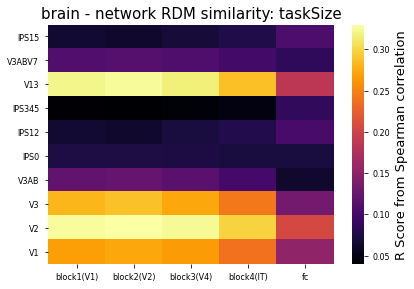 brain - network RDM similarity: taskSize
IPS15
V3ABV7
V13
IPS345
IPS12
IPS0
V3AB
V3
V2
V1
block1(V1) block2(V2) block3(V4) block4(IT) fc
0.30
0.25
0.20
0.15
0.10
0.05
R Score from Spearman correlation